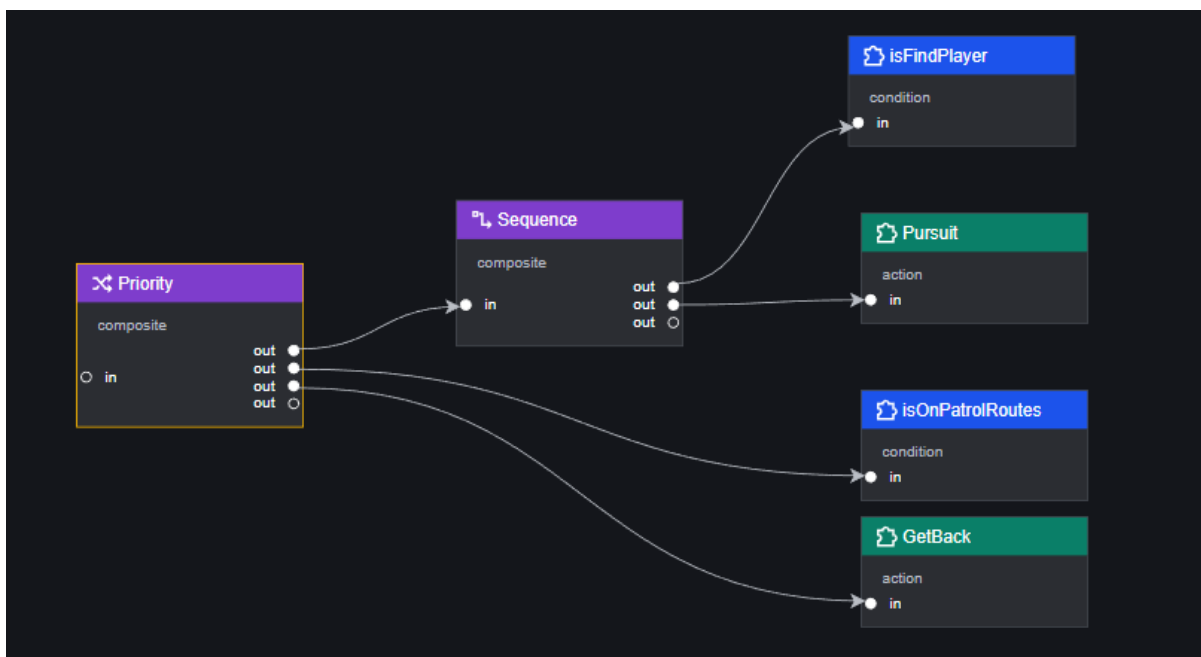 isFindPlayer
condition
in
Sequence
composite
out
in
out
out
Pursuit
action
in
Priority
composite
out
out
in
out
out
isOnPatrolRoutes
condition
in
GetBack
action
in